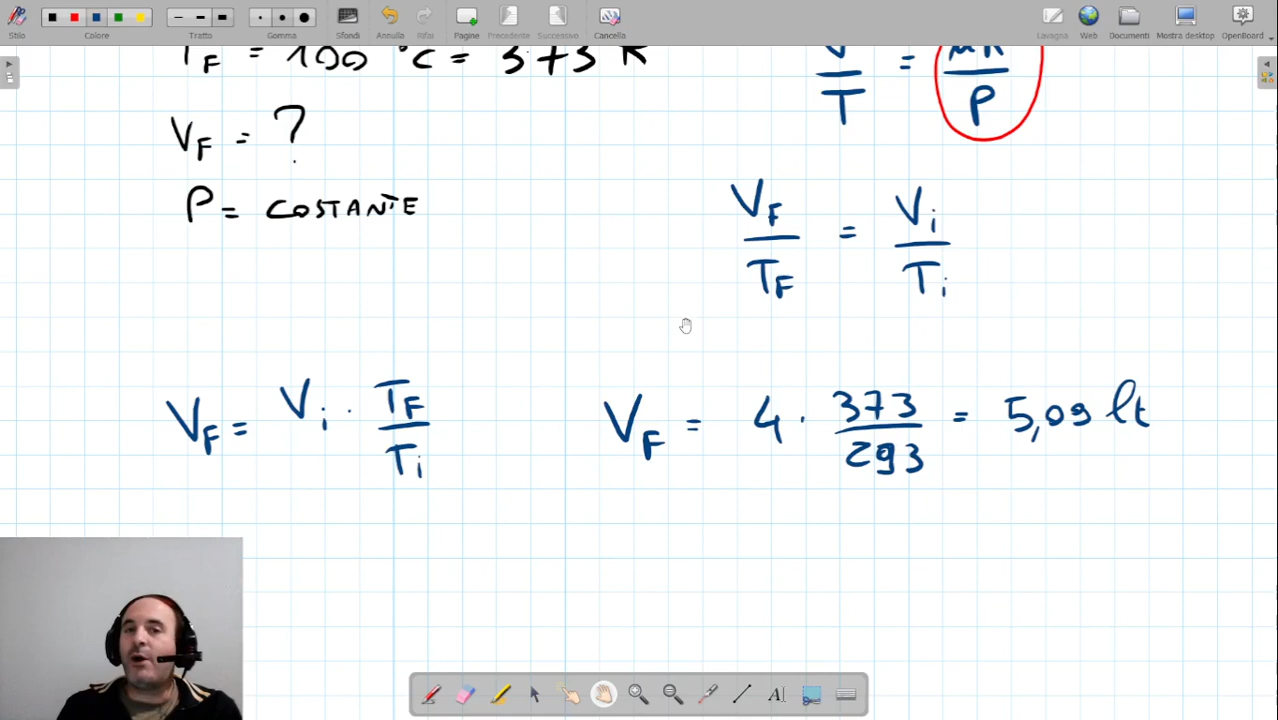 Stilo Colore Tratto Gomma Sfondi Annulla Rifai Pagine Precedente Successivo Cancella Lavagna Web Documenti Mostra desktop OpenBoard
T_F = 100 °C = 373 K
V/T = nR/P
V_F = ?
P = COSTANTE
V_F/T_F = V_i/T_i
V_F = V_i · T_F/T_i
V_F = 4 · 373/293 = 5,09 lt